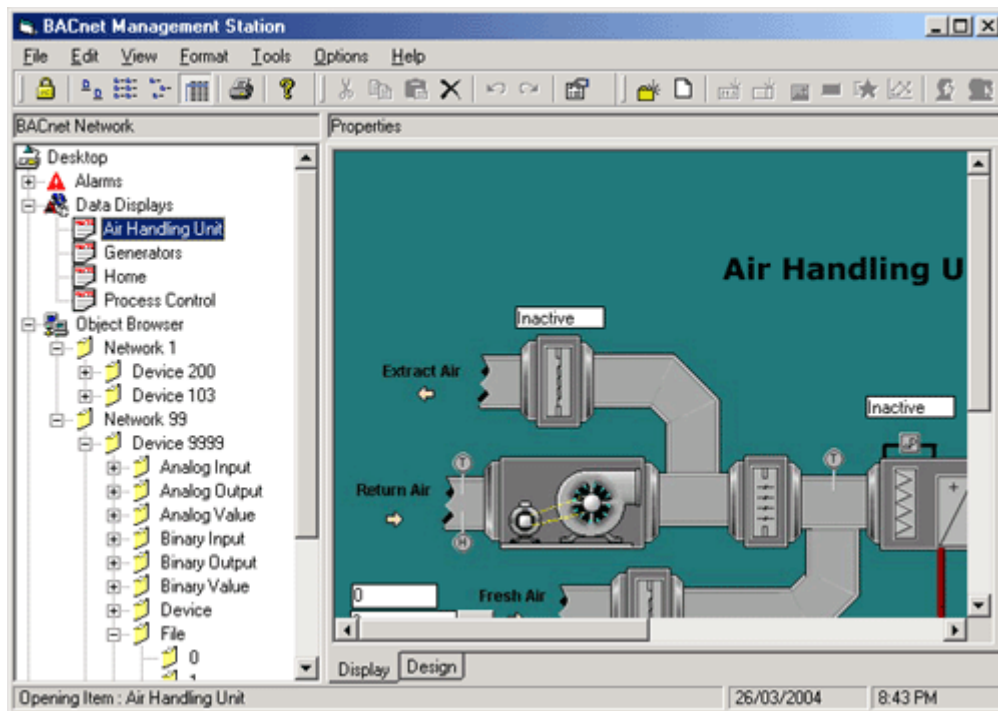 BACnet Management Station
File Edit View Format Tools Options Help
BACnet Network
Properties
Desktop
Alarms
Data Displays
Air Handling Unit
Generators
Home
Process Control
Object Browser
Network 1
Device 200
Device 103
Network 99
Device 9999
Analog Input
Analog Output
Analog Value
Binary Input
Binary Output
Binary Value
Device
File
0
Air Handling U
Inactive
Extract Air
Inactive
T
T
Return Air
H
Fresh Air
0
Display Design
Opening Item : Air Handling Unit
26/03/2004
8:43 PM